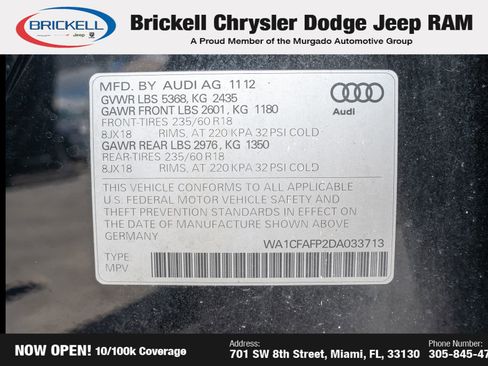 BRICKELL
Brickell Chrysler Dodge Jeep RAM
A Proud Member of the Murgado Automotive Group
MFD. BY AUDI AG 11 12
GVWR LBS 5368, KG 2435
GAWR FRONT LBS 2601, KG 1180
FRONT-TIRES 235/60 R18
8JX18 RIMS, AT 220 KPA 32 PSI COLD
GAWR REAR LBS 2976, KG 1350
REAR-TIRES 235/60 R18
8JX18 RIMS, AT 220 KPA 32 PSI COLD
Audi
THIS VEHICLE CONFORMS TO ALL APPLICABLE
U.S. FEDERAL MOTOR VEHICLE SAFETY AND
THEFT PREVENTION STANDARDS IN EFFECT ON
THE DATE OF MANUFACTURE SHOWN ABOVE
WA1CFAFP2DA033713
TYPE:
MPV
NOW OPEN! 10/100k Coverage
Address:
701 SW 8th Street, Miami, FL, 33130
Phone Number:
305-845-47